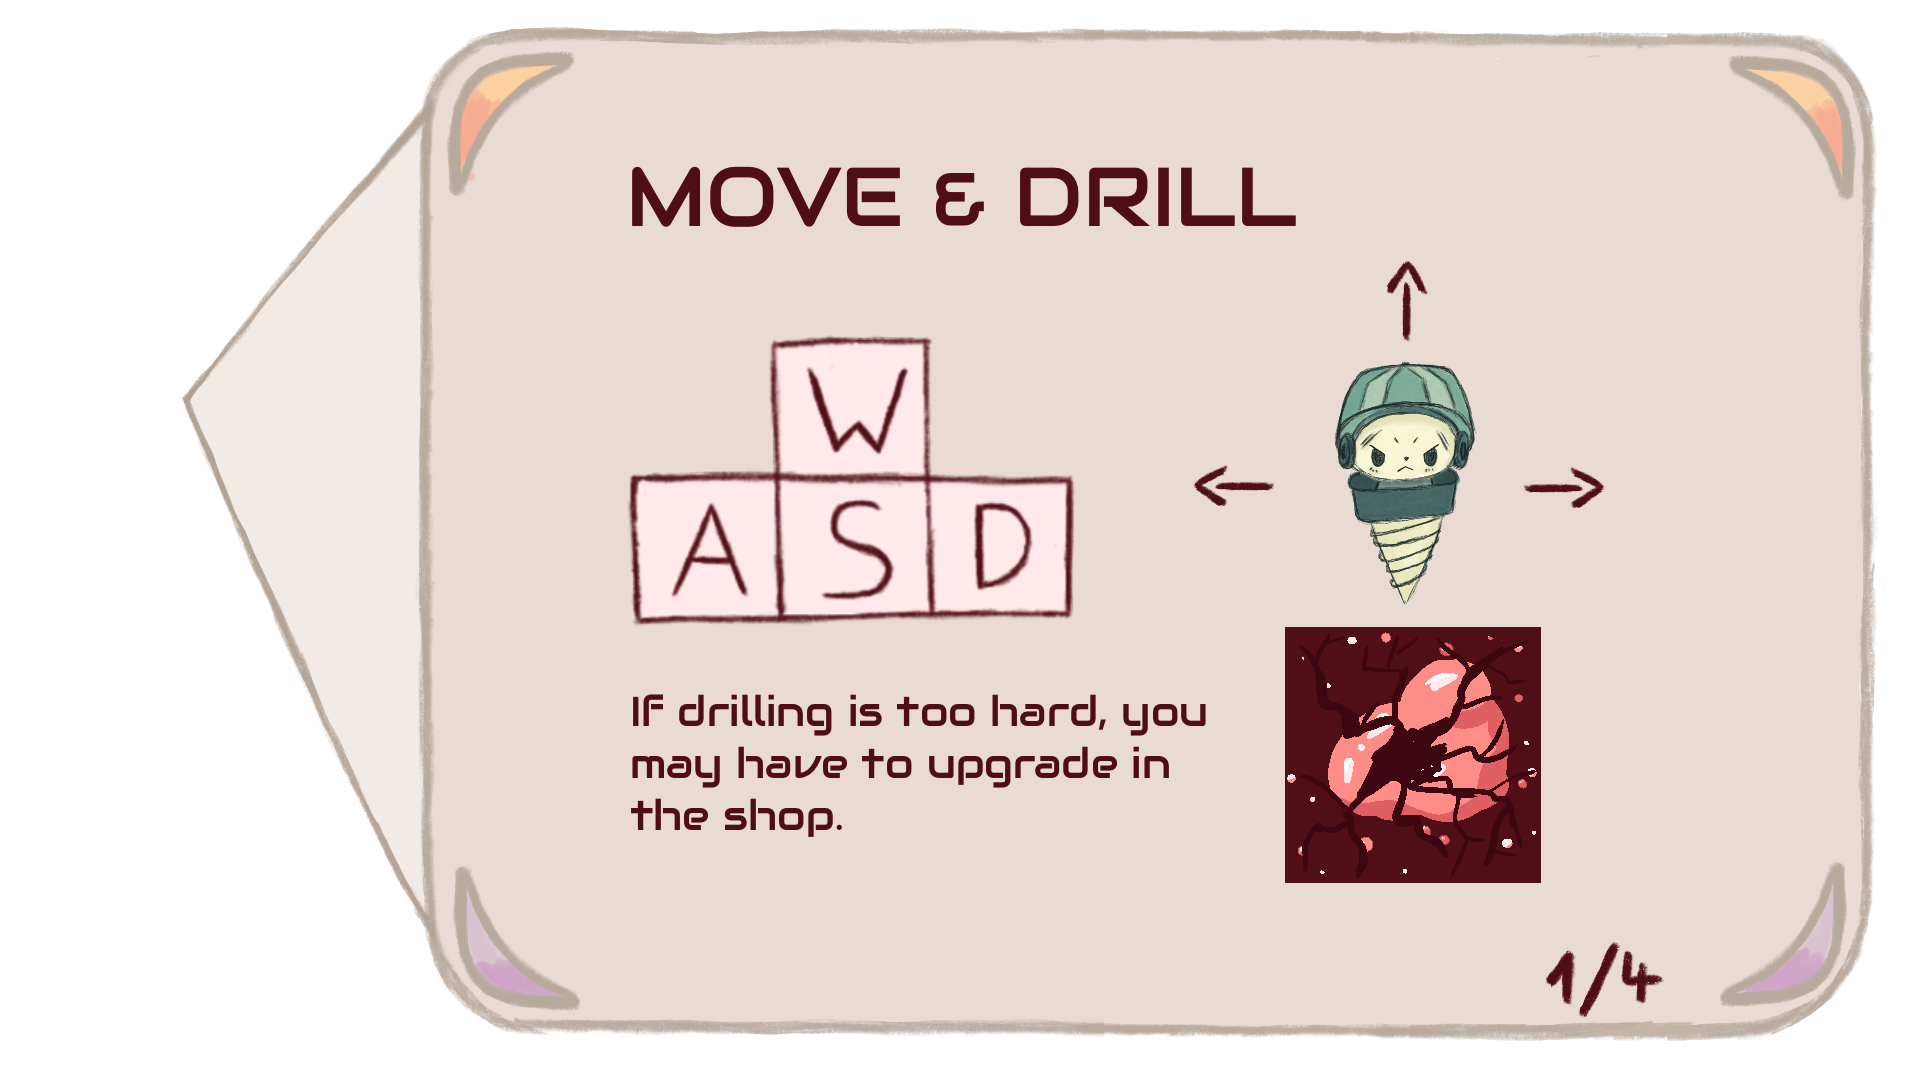 MOVE & DRILL
W
A S D
If drilling is too hard, you
may have to upgrade in
the shop.
1/4